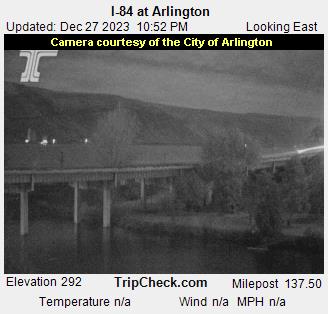 I-84 at Arlington
Updated: Dec 27 2023 10:52 PM Looking East
Camera courtesy of the City of Arlington
Elevation 292 TripCheck.com Milepost 137.50
Temperature n/a Wind n/a MPH n/a